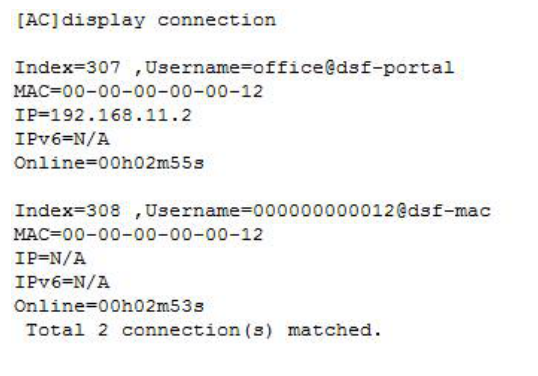 [AC]display connection
Index=307 ,Username=office@dsf-portal
MAC=00-00-00-00-00-12
IP=192.168.11.2
IPv6=N/A
Online=00h02m55s
Index=308 ,Username=000000000012@dsf-mac
MAC=00-00-00-00-00-12
IP=N/A
IPv6=N/A
Online=00h02m53s
Total 2 connection(s) matched.